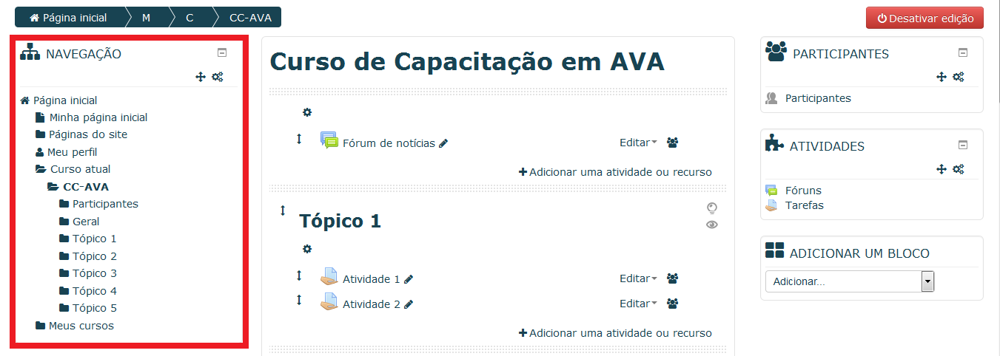 Página inicial M C CC-AVA
Desativar edição
NAVEGAÇÃO
Página inicial
Minha página inicial
Páginas do site
Meu perfil
Curso atual
CC-AVA
Participantes
Geral
Tópico 1
Tópico 2
Tópico 3
Tópico 4
Tópico 5
Meus cursos
Curso de Capacitação em AVA
Fórum de notícias Editar
Adicionar uma atividade ou recurso
Tópico 1
Atividade 1 Editar
Atividade 2 Editar
Adicionar uma atividade ou recurso
PARTICIPANTES
Participantes
ATIVIDADES
Fóruns
Tarefas
ADICIONAR UM BLOCO
Adicionar...